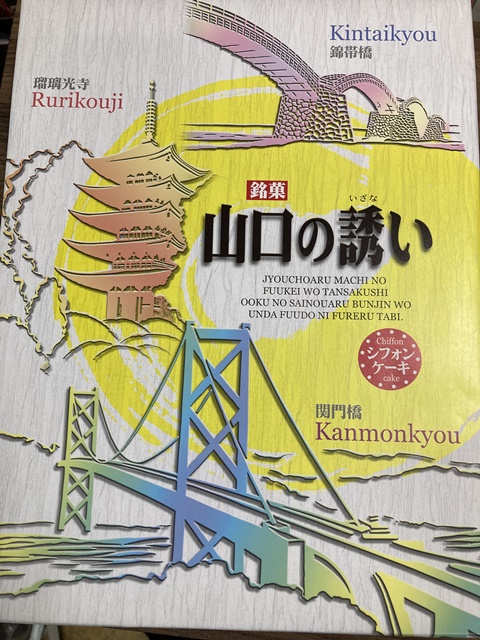 Kintaikyou
錦帯橋
瑠璃光寺
Rurikouji
銘菓
いざな
山口の誘い
JYOUCHOARU MACHI NO
FUUKEI WO TANSAKUSHI
OOKU NO SAINOUARU BUNJIN WO
UNDA FUUDO NI FURERU TABI.
Chiffon
シフォン
ケーキ
cake
関門橋
Kanmonkyou